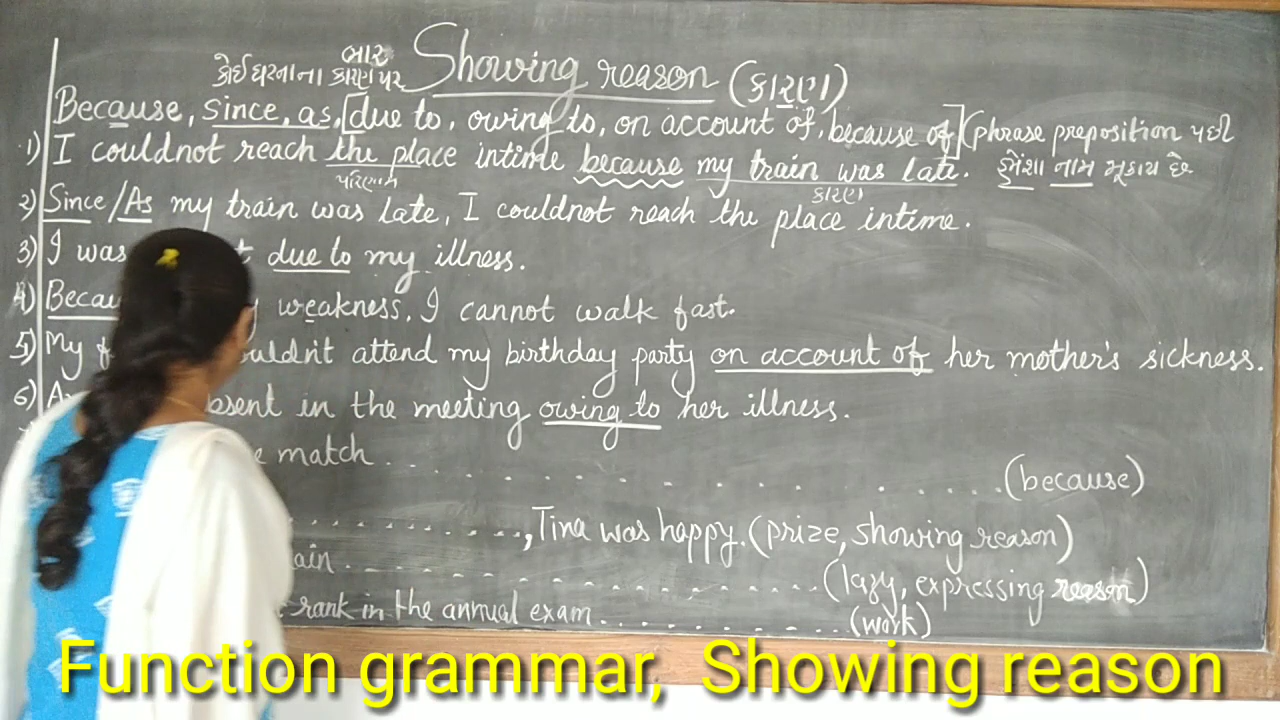 બાર
કોઈ ઘટનાના કારણ પર Showing reason (કારણ)
Because, since, as, [due to, owing to, on account of, because of] (phrase preposition પછી
હંમેશા નામ મૂકાય છે
1) I couldnot reach the place intime because my train was late.
પરિણામ કારણ
2) Since/As my train was late, I couldnot reach the place intime.
3) I was due to my illness.
4) weakness, I cannot walk fast.
5) My attend my birthday party on account of her mother's sickness.
6) in the meeting owing to her illness.
match . . . . . . . . . . . . (because)
. . . . . . . . . , Tina was happy. (prize, showing reason)
. . . . . . . . . . . . . . . (lazy, expressing reason)
rank in the annual exam . . . . . . . . (work)
Function grammar, Showing reason